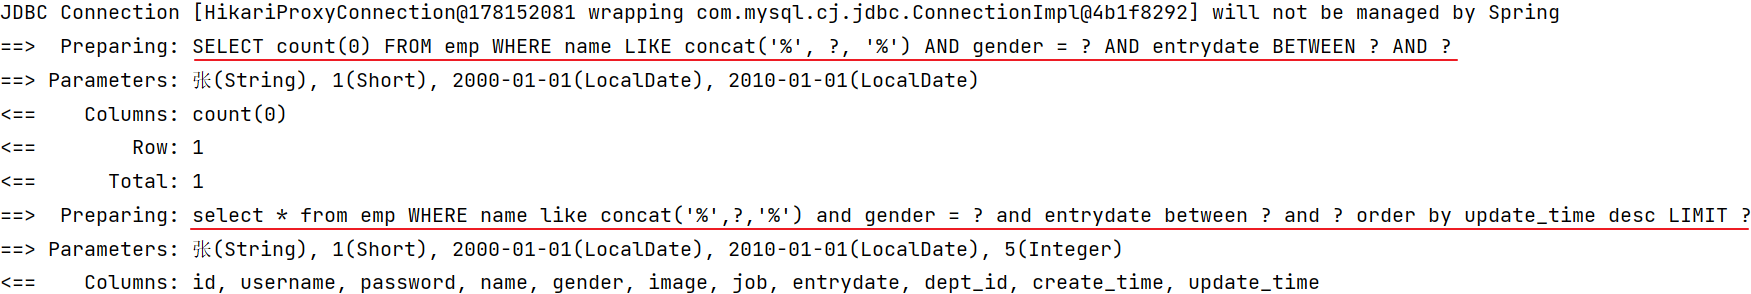 JDBC Connection [HikariProxyConnection@178152081 wrapping com.mysql.cj.jdbc.ConnectionImpl@4b1f8292] will not be managed by Spring
==>  Preparing: SELECT count(0) FROM emp WHERE name LIKE concat('%', ?, '%') AND gender = ? AND entrydate BETWEEN ? AND ?
==> Parameters: 张(String), 1(Short), 2000-01-01(LocalDate), 2010-01-01(LocalDate)
<==    Columns: count(0)
<==        Row: 1
<==      Total: 1
==>  Preparing: select * from emp WHERE name like concat('%',?,'%') and gender = ? and entrydate between ? and ? order by update_time desc LIMIT ?
==> Parameters: 张(String), 1(Short), 2000-01-01(LocalDate), 2010-01-01(LocalDate), 5(Integer)
<==    Columns: id, username, password, name, gender, image, job, entrydate, dept_id, create_time, update_time